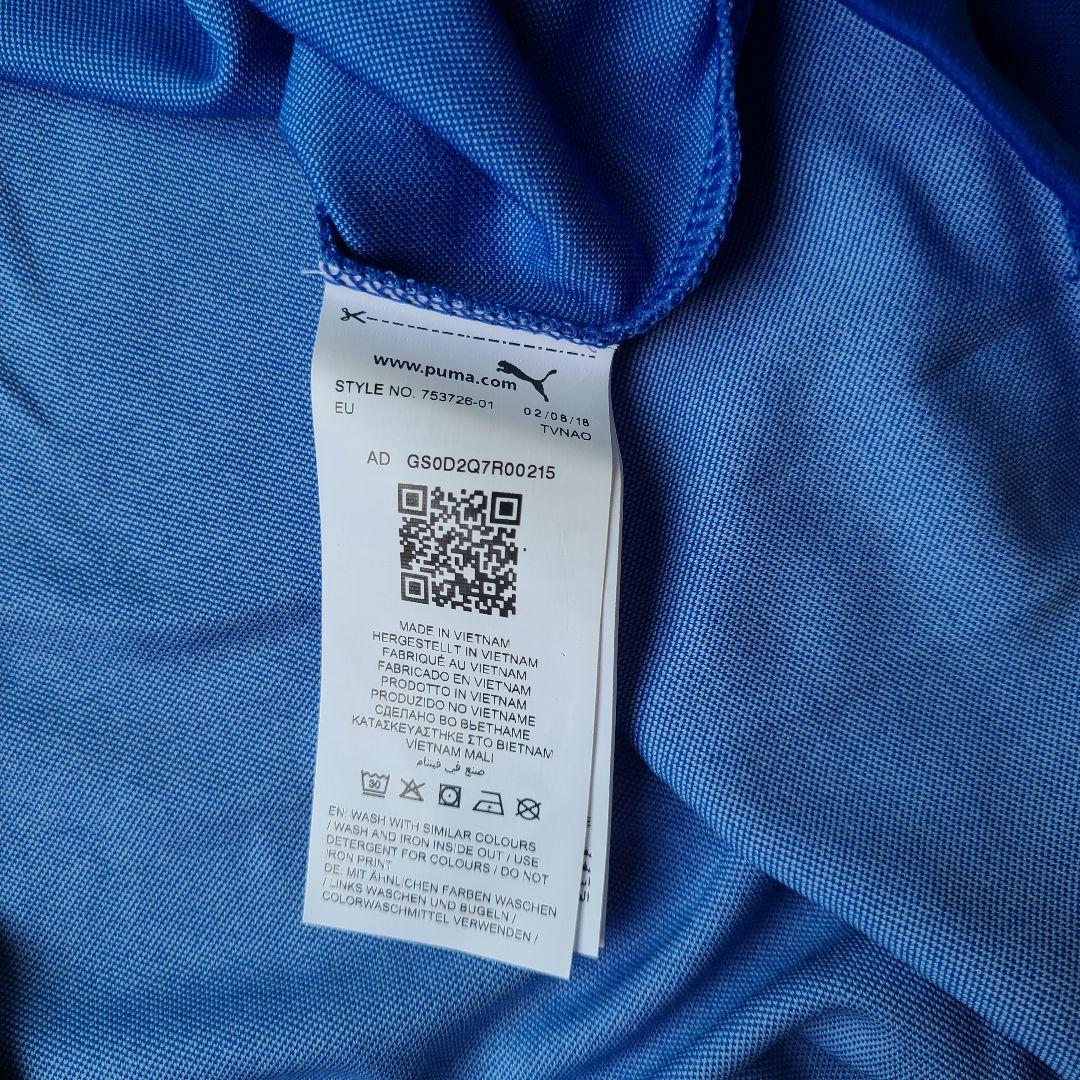 www.puma.com
STYLE NO. 753726-01 02/08/18
EU TVNAO
AD GS0D2Q7R00215
MADE IN VIETNAM
HERGESTELLT IN VIETNAM
FABRIQUÉ AU VIETNAM
FABRICADO EN VIETNAM
PRODOTTO IN VIETNAM
PRODUZIDO NO VIETNAME
СДЕЛАНО ВО ВЬЕТНАМЕ
ΚΑΤΑΣΚΕΥΑΣΤΗΚΕ ΣΤΟ ΒΙΕΤΝΑΜ
VİETNAM MALI
صنع في فيتنام
30
EN: WASH WITH SIMILAR COLOURS
/ WASH AND IRON INSIDE OUT / USE
DETERGENT FOR COLOURS / DO NOT
IRON PRINT
DE: MIT ÄHNLICHEN FARBEN WASCHEN
/ LINKS WASCHEN UND BÜGELN /
COLORWASCHMITTEL VERWENDEN /